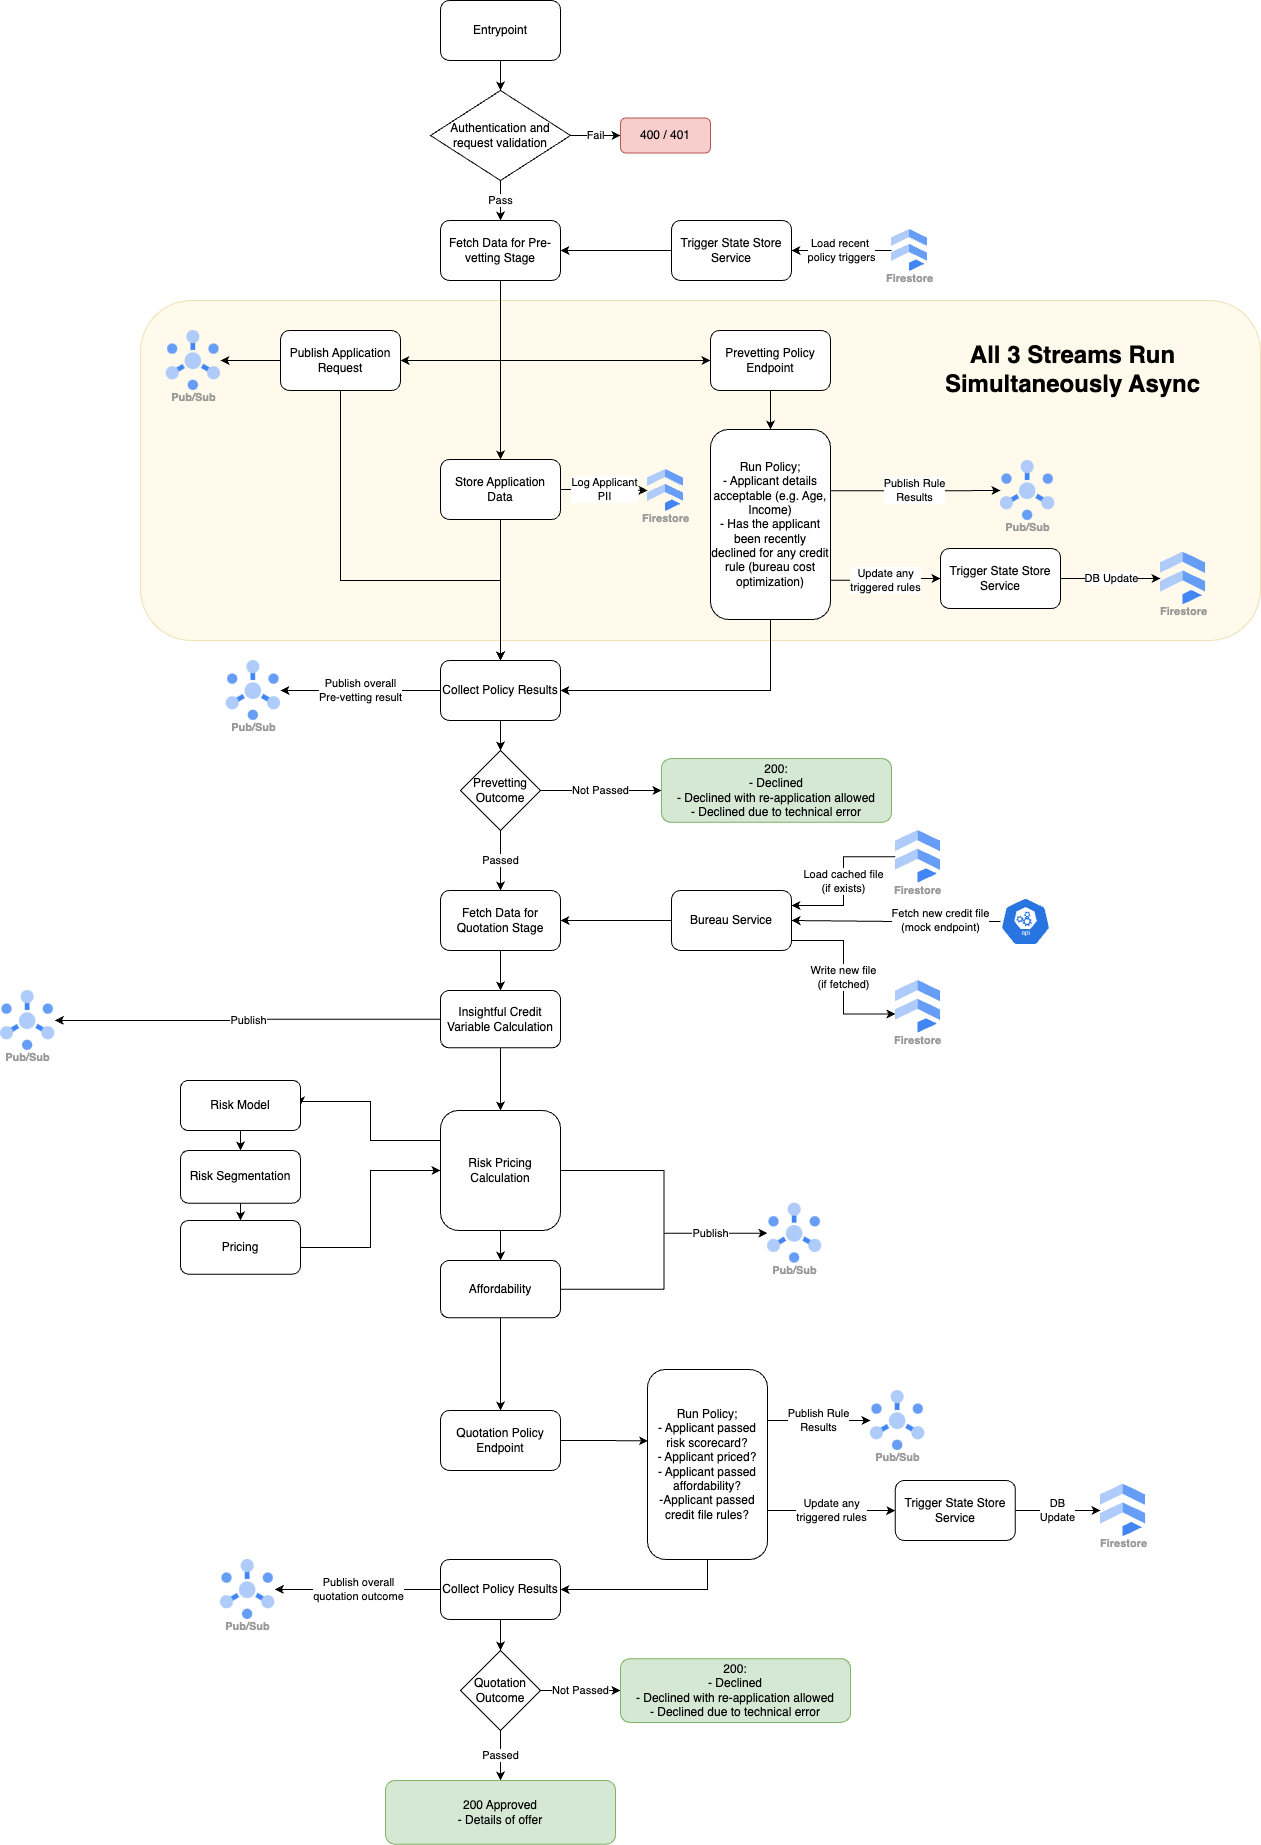 Entrypoint
Authentication and
request validation
Fail
400 / 401
Pass
Fetch Data for Pre-
vetting Stage
Trigger State Store
Service
Load recent
policy triggers
Firestore
All 3 Streams Run
Simultaneously Async
Publish Application
Request
Pub/Sub
Prevetting Policy
Endpoint
Store Application
Data
Log Applicant
PII
Firestore
Run Policy;
- Applicant details
acceptable (e.g. Age,
Income)
- Has the applicant
been recently
declined for any credit
rule (bureau cost
optimization)
Publish Rule
Results
Pub/Sub
Update any
triggered rules
Trigger State Store
Service
DB Update
Firestore
Collect Policy Results
Publish overall
Pre-vetting result
Pub/Sub
Prevetting
Outcome
Not Passed
200:
- Declined
- Declined with re-application allowed
- Declined due to technical error
Passed
Fetch Data for
Quotation Stage
Bureau Service
Load cached file
(if exists)
Firestore
Fetch new credit file
(mock endpoint)
api
Write new file
(if fetched)
Firestore
Insightful Credit
Variable Calculation
Publish
Pub/Sub
Risk Model
Risk Segmentation
Pricing
Risk Pricing
Calculation
Affordability
Publish
Pub/Sub
Quotation Policy
Endpoint
Run Policy;
- Applicant passed
risk scorecard?
- Applicant priced?
- Applicant passed
affordability?
-Applicant passed
credit file rules?
Publish Rule
Results
Pub/Sub
Update any
triggered rules
Trigger State Store
Service
DB
Update
Firestore
Collect Policy Results
Publish overall
quotation outcome
Pub/Sub
Quotation
Outcome
Not Passed
200:
- Declined
- Declined with re-application allowed
- Declined due to technical error
Passed
200 Approved
- Details of offer